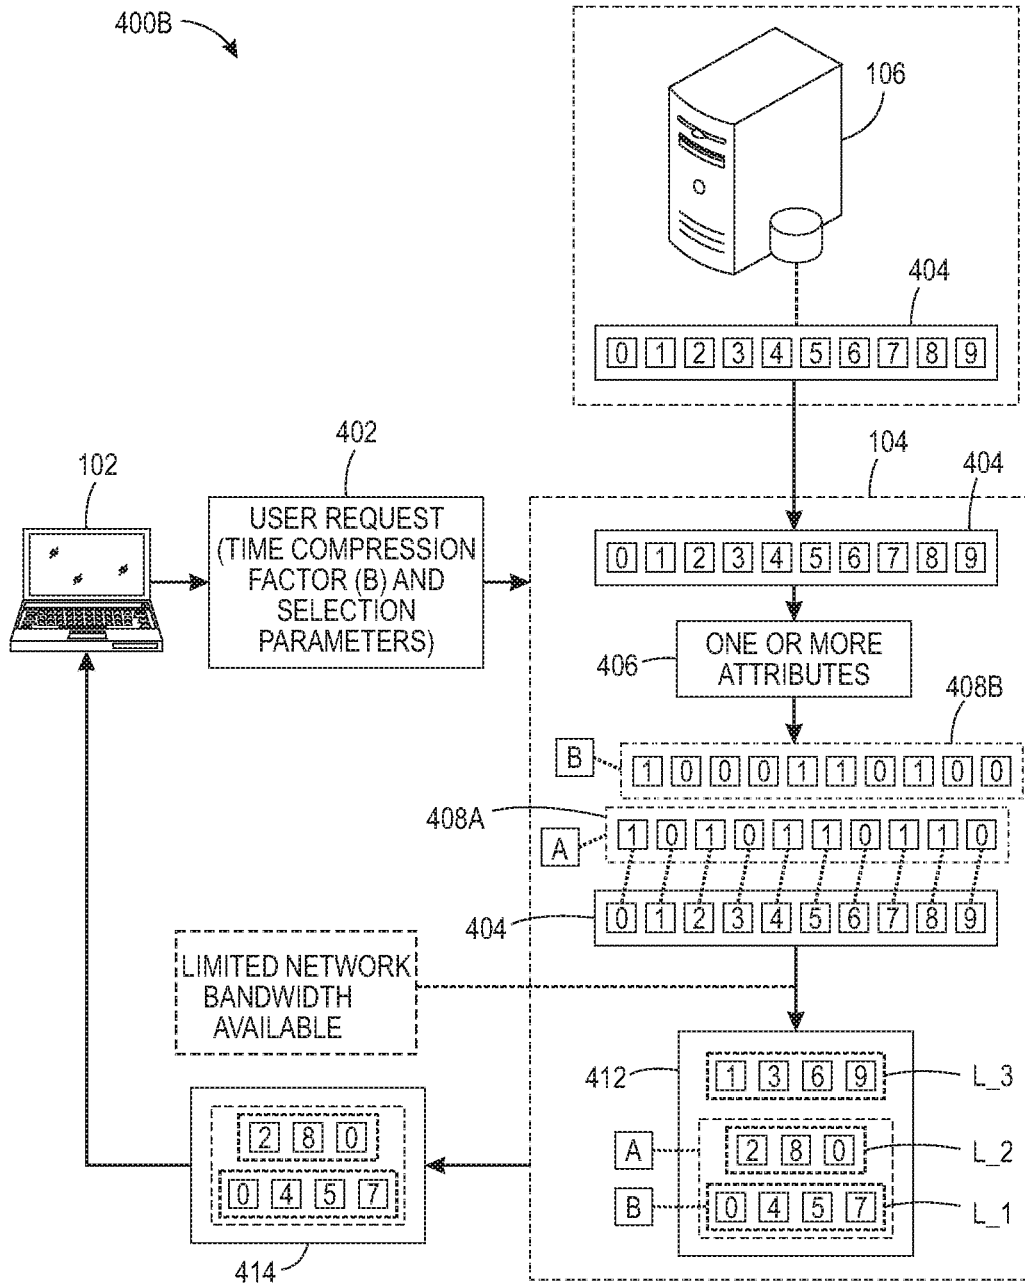 400B
106
404
0 1 2 3 4 5 6 7 8 9
402
102
104
404
USER REQUEST
(TIME COMPRESSION
FACTOR (B) AND
SELECTION
PARAMETERS)
0 1 2 3 4 5 6 7 8 9
406
ONE OR MORE
ATTRIBUTES
408B
B
1 0 0 0 1 1 0 1 0 0
408A
A
1 0 1 0 1 1 0 1 1 0
404
0 1 2 3 4 5 6 7 8 9
LIMITED NETWORK
BANDWIDTH
AVAILABLE
412
1 3 6 9
L_3
A
2 8 0
L_2
B
0 4 5 7
L_1
2 8 0
0 4 5 7
414